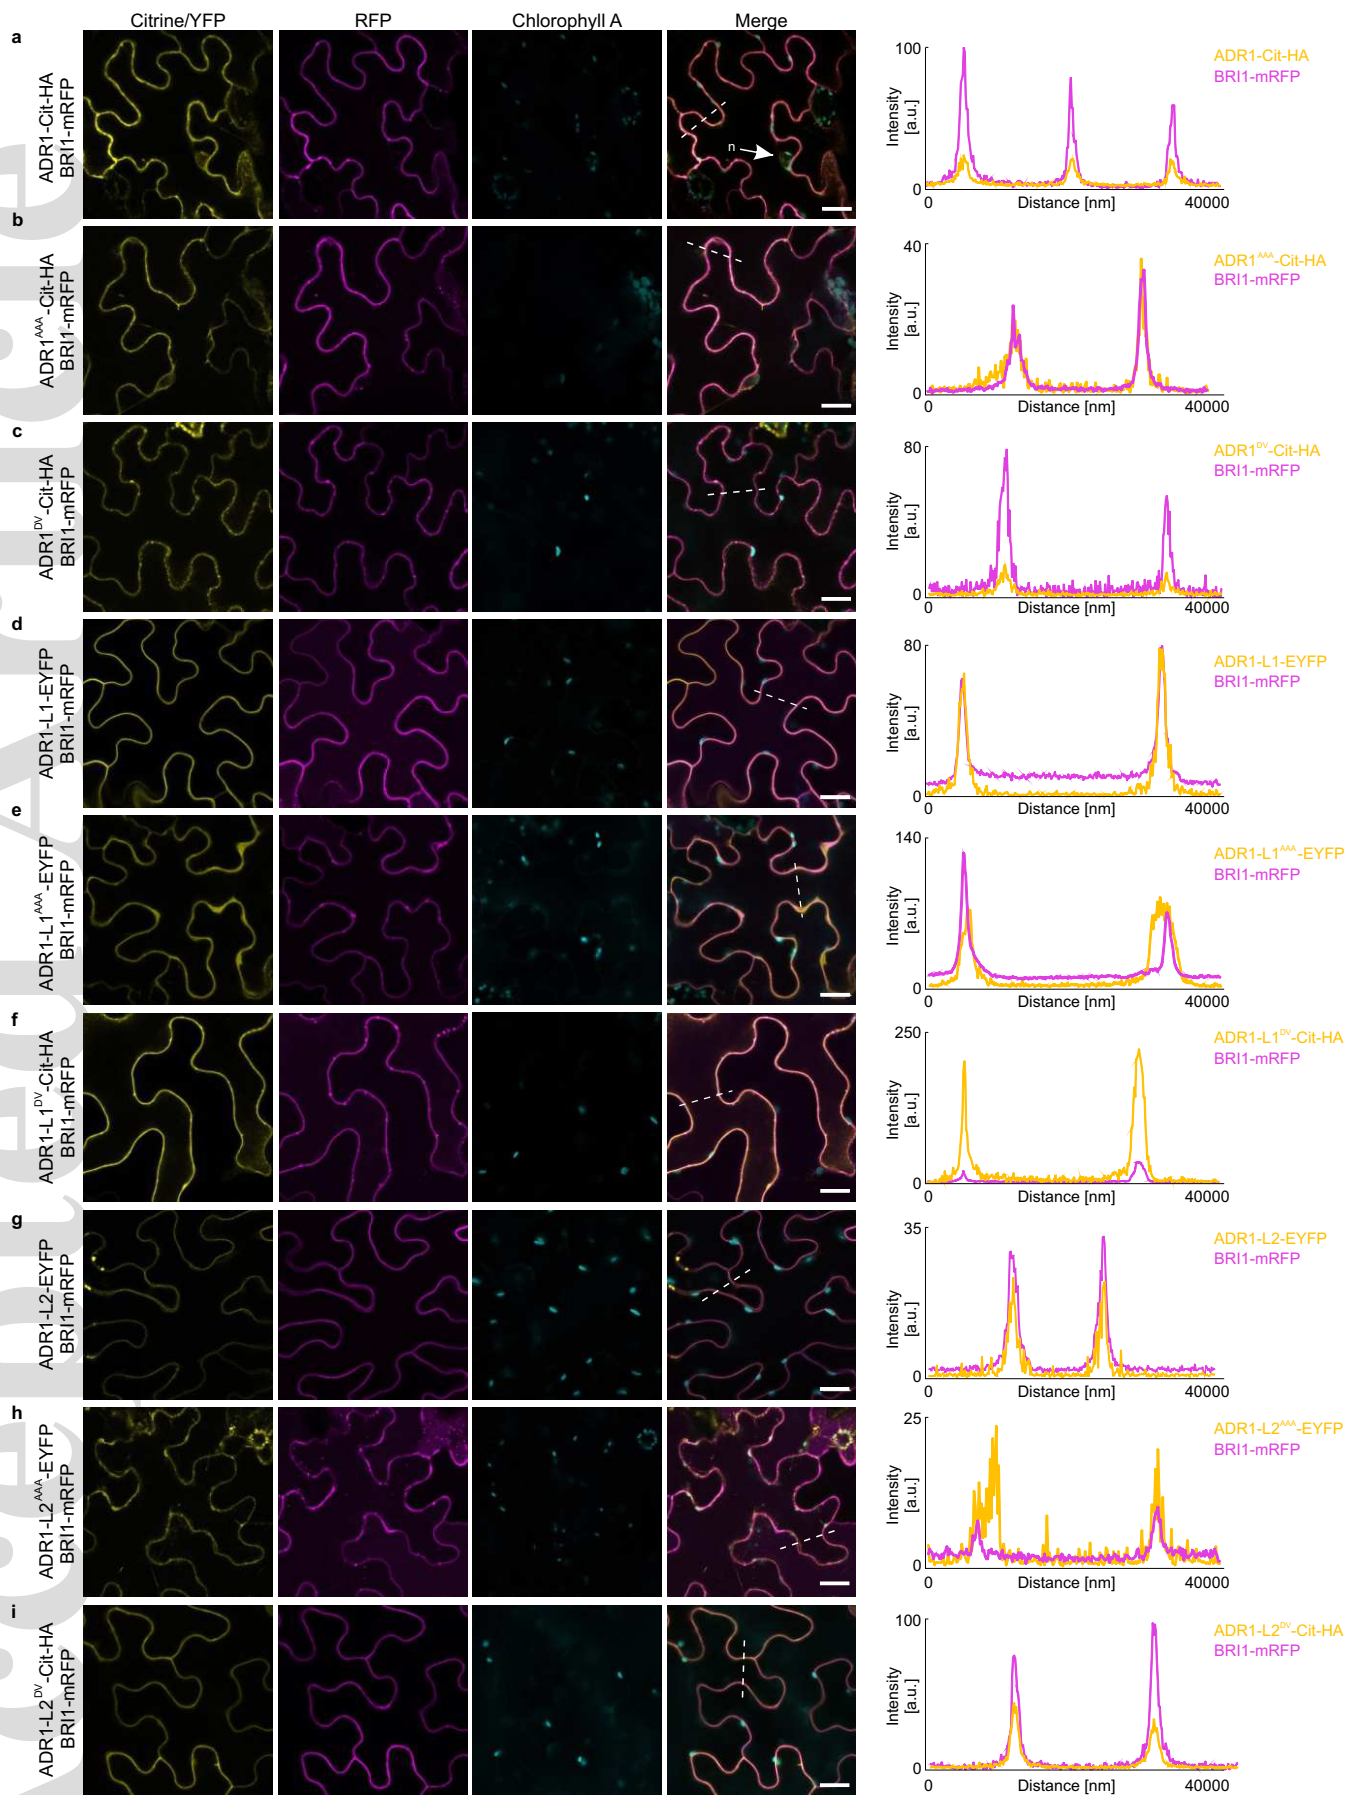 Citrine/YFP RFP Chlorophyll A Merge
a
ADR1-Cit-HA
BRI1-mRFP
n
Intensity
[a.u.]
100
0
0 Distance [nm] 40000
ADR1-Cit-HA
BRI1-mRFP
b
ADR1AAA-Cit-HA
BRI1-mRFP
Intensity
[a.u.]
40
0
0 Distance [nm] 40000
ADR1AAA-Cit-HA
BRI1-mRFP
c
ADR1DV-Cit-HA
BRI1-mRFP
Intensity
[a.u.]
80
0
0 Distance [nm] 40000
ADR1DV-Cit-HA
BRI1-mRFP
d
ADR1-L1-EYFP
BRI1-mRFP
Intensity
[a.u.]
80
0
0 Distance [nm] 40000
ADR1-L1-EYFP
BRI1-mRFP
e
ADR1-L1AAA-EYFP
BRI1-mRFP
Intensity
[a.u.]
140
0
0 Distance [nm] 40000
ADR1-L1AAA-EYFP
BRI1-mRFP
f
ADR1-L1DV-Cit-HA
BRI1-mRFP
Intensity
[a.u.]
250
0
0 Distance [nm] 40000
ADR1-L1DV-Cit-HA
BRI1-mRFP
g
ADR1-L2-EYFP
BRI1-mRFP
Intensity
[a.u.]
35
0
0 Distance [nm] 40000
ADR1-L2-EYFP
BRI1-mRFP
h
ADR1-L2AAA-EYFP
BRI1-mRFP
Intensity
[a.u.]
25
0
0 Distance [nm] 40000
ADR1-L2AAA-EYFP
BRI1-mRFP
i
ADR1-L2DV-Cit-HA
BRI1-mRFP
Intensity
[a.u.]
100
0
0 Distance [nm] 40000
ADR1-L2DV-Cit-HA
BRI1-mRFP
Accepted Article